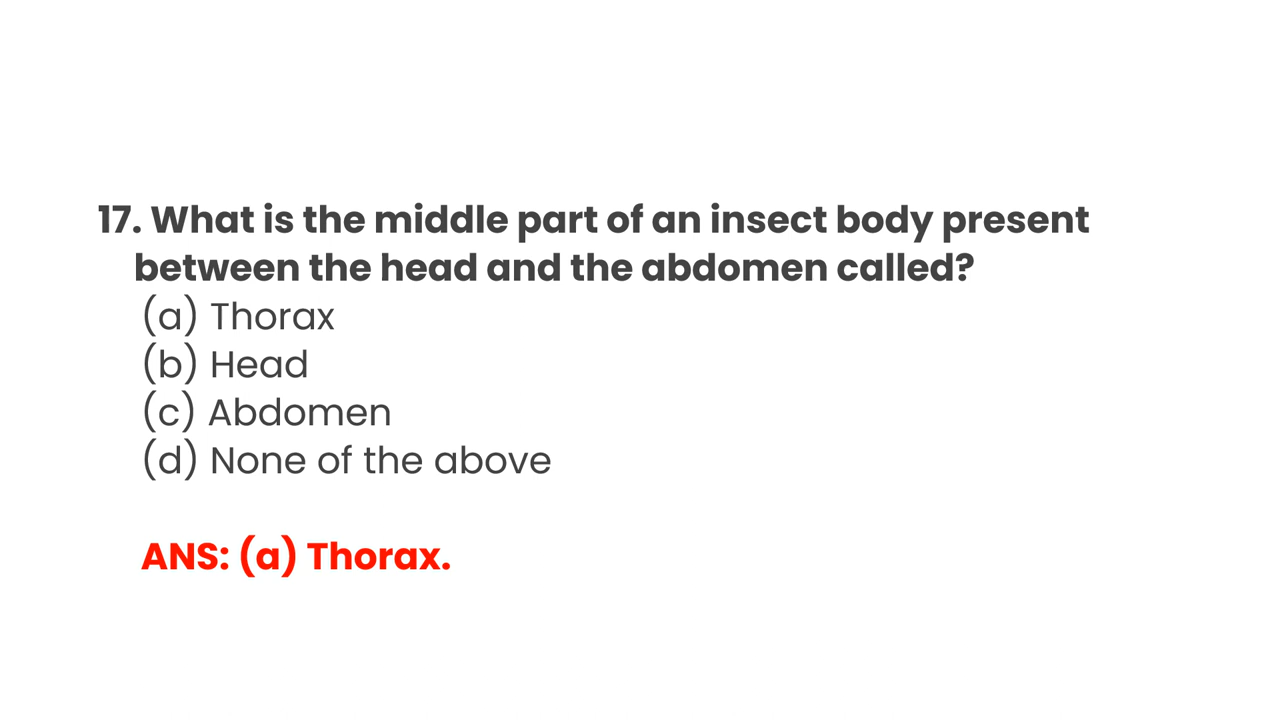 17. What is the middle part of an insect body present
between the head and the abdomen called?
(a) Thorax
(b) Head
(c) Abdomen
(d) None of the above
ANS: (a) Thorax.